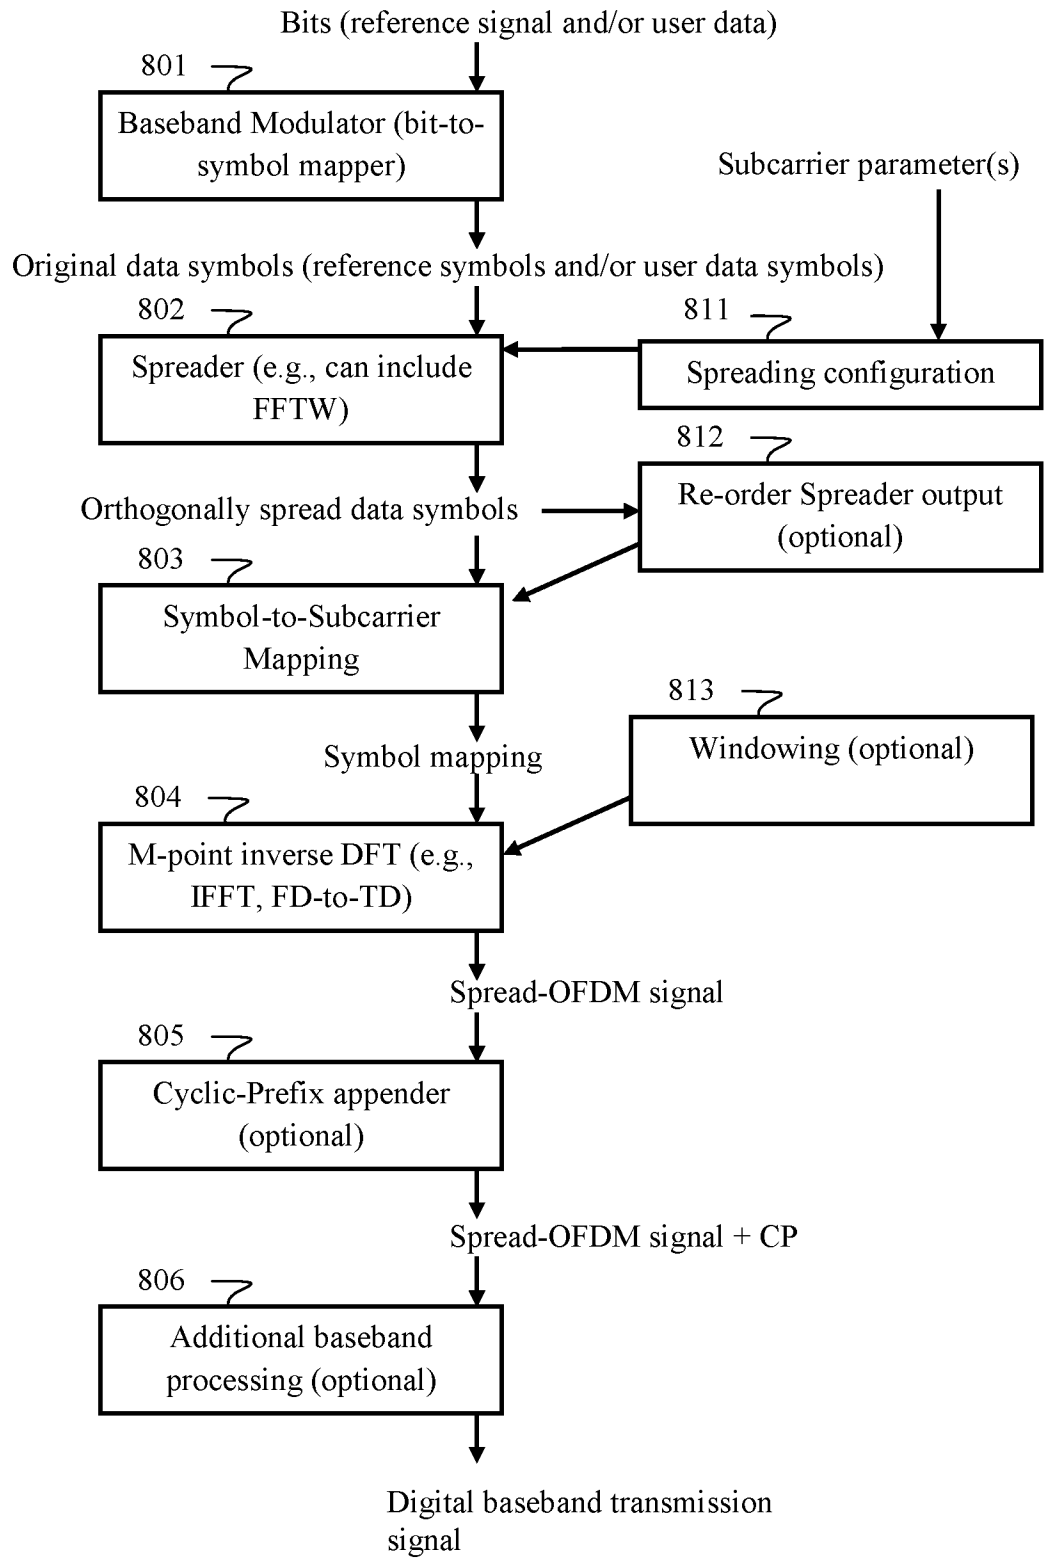 Bits (reference signal and/or user data)
801
Baseband Modulator (bit-to-
symbol mapper)
Subcarrier parameter(s)
Original data symbols (reference symbols and/or user data symbols)
802
811
Spreader (e.g., can include
FFTW)
Spreading configuration
812
Re-order Spreader output
(optional)
Orthogonally spread data symbols
803
Symbol-to-Subcarrier
Mapping
813
Windowing (optional)
Symbol mapping
804
M-point inverse DFT (e.g.,
IFFT, FD-to-TD)
Spread-OFDM signal
805
Cyclic-Prefix appender
(optional)
Spread-OFDM signal + CP
806
Additional baseband
processing (optional)
Digital baseband transmission
signal